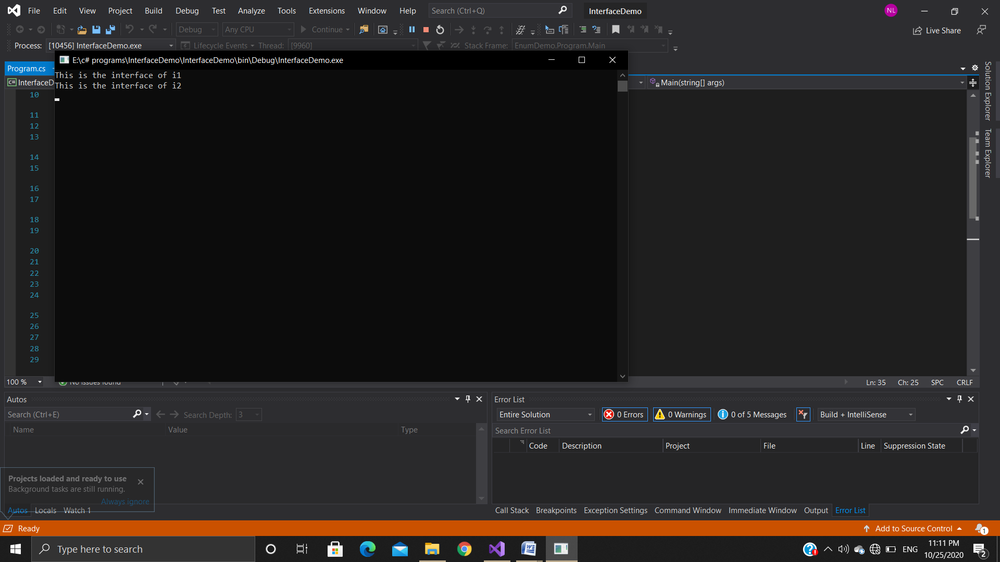 File Edit View Project Build Debug Test Analyze Tools Extensions Window Help Search (Ctrl+Q) InterfaceDemo NL
Debug Any CPU Continue Live Share
Process: [10456] InterfaceDemo.exe Lifecycle Events Thread: [9960] Stack Frame: EnumDemo.Program.Main
E:\c# programs\InterfaceDemo\InterfaceDemo\bin\Debug\InterfaceDemo.exe
Program.cs
This is the interface of i1
This is the interface of i2
C# InterfaceD Main(string[] args)
Solution Explorer
Team Explorer
10
11
12
13
14
15
16
17
18
19
20
21
22
23
24
25
26
27
28
29
100 % No issues found Ln: 35 Ch: 25 SPC CRLF
Autos
Search (Ctrl+E) Search Depth: 3
Name Value Type
Projects loaded and ready to use
Background tasks are still running.
Always ignore
Autos Locals Watch 1
Error List
Entire Solution 0 Errors 0 Warnings 0 of 5 Messages Build + IntelliSense
Search Error List
Code Description Project File Line Suppression State
Call Stack Breakpoints Exception Settings Command Window Immediate Window Output Error List
Ready Add to Source Control 1
Type here to search ENG 11:11 PM
10/25/2020 2